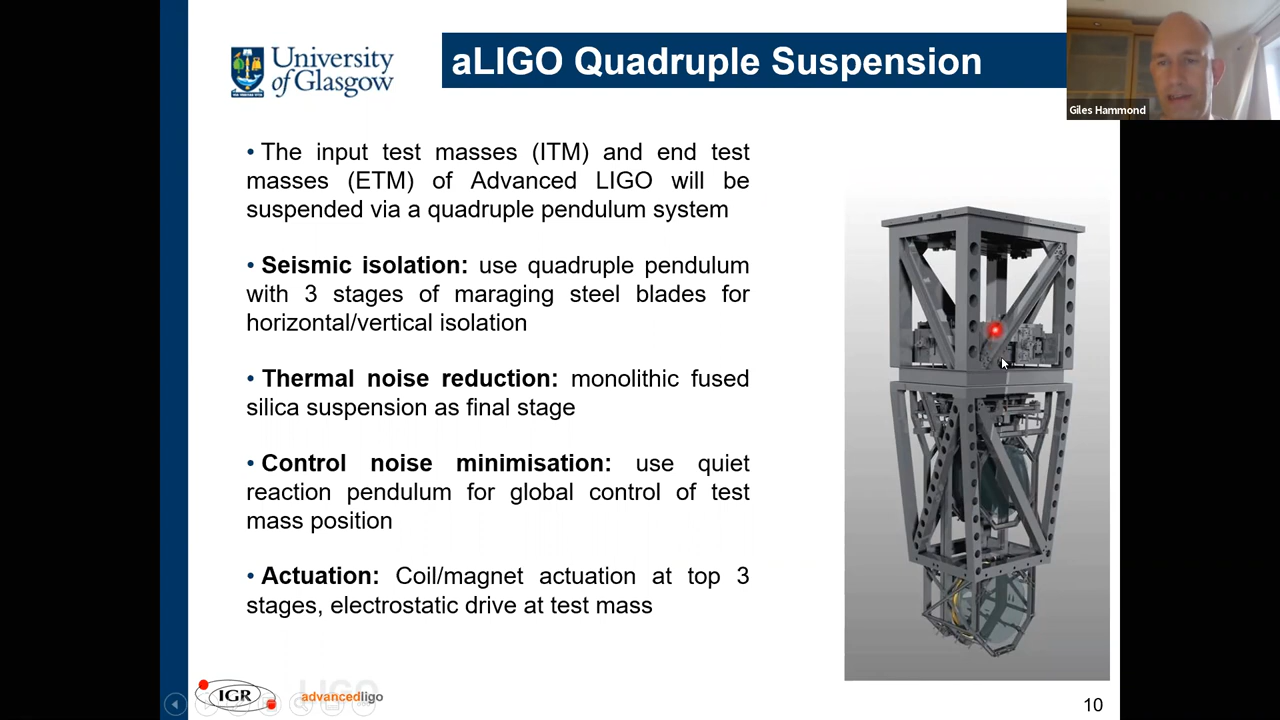 University
of Glasgow
aLIGO Quadruple Suspension
Giles Hammond
• The input test masses (ITM) and end test
masses (ETM) of Advanced LIGO will be
suspended via a quadruple pendulum system
• Seismic isolation: use quadruple pendulum
with 3 stages of maraging steel blades for
horizontal/vertical isolation
• Thermal noise reduction: monolithic fused
silica suspension as final stage
• Control noise minimisation: use quiet
reaction pendulum for global control of test
mass position
• Actuation: Coil/magnet actuation at top 3
stages, electrostatic drive at test mass
IGR
LIGO
advancedligo
10